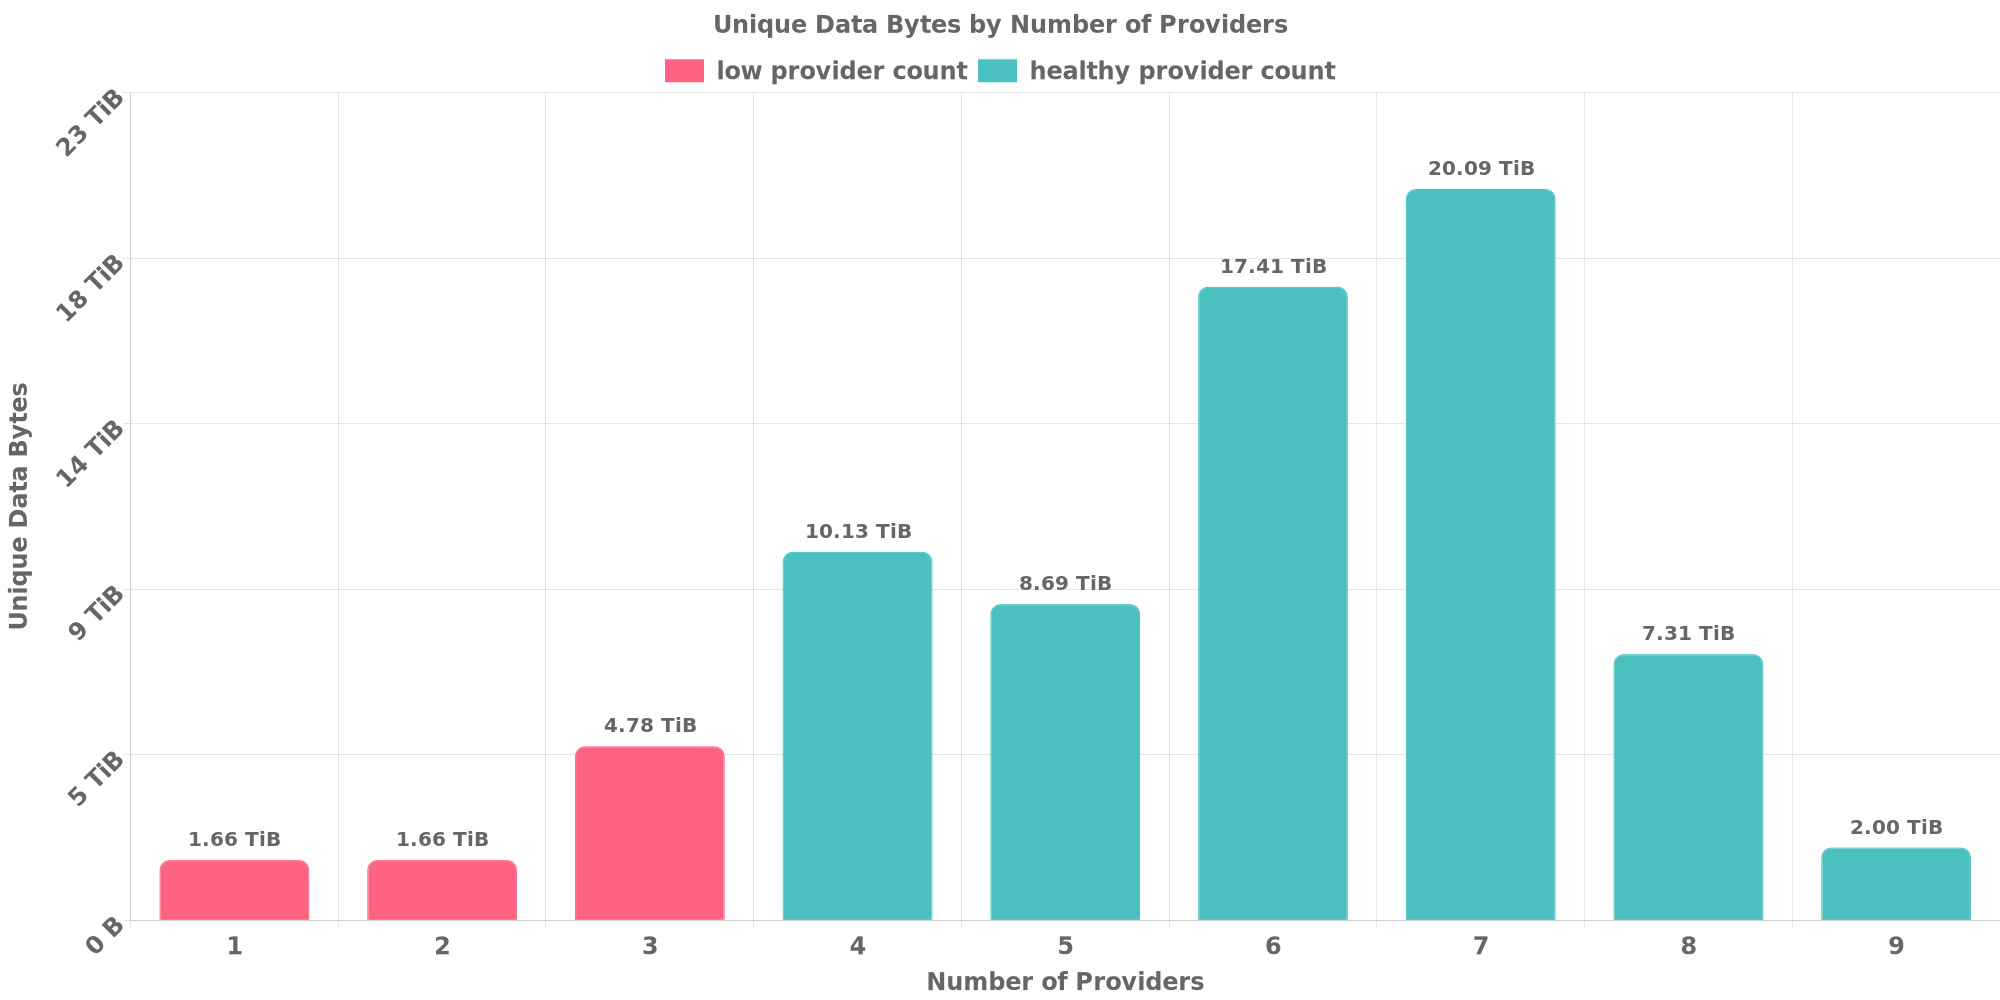 Unique Data Bytes by Number of Providers
low provider count healthy provider count
23 TiB
18 TiB
14 TiB
9 TiB
5 TiB
0 B
Unique Data Bytes
1.66 TiB
1.66 TiB
4.78 TiB
10.13 TiB
8.69 TiB
17.41 TiB
20.09 TiB
7.31 TiB
2.00 TiB
1 2 3 4 5 6 7 8 9
Number of Providers